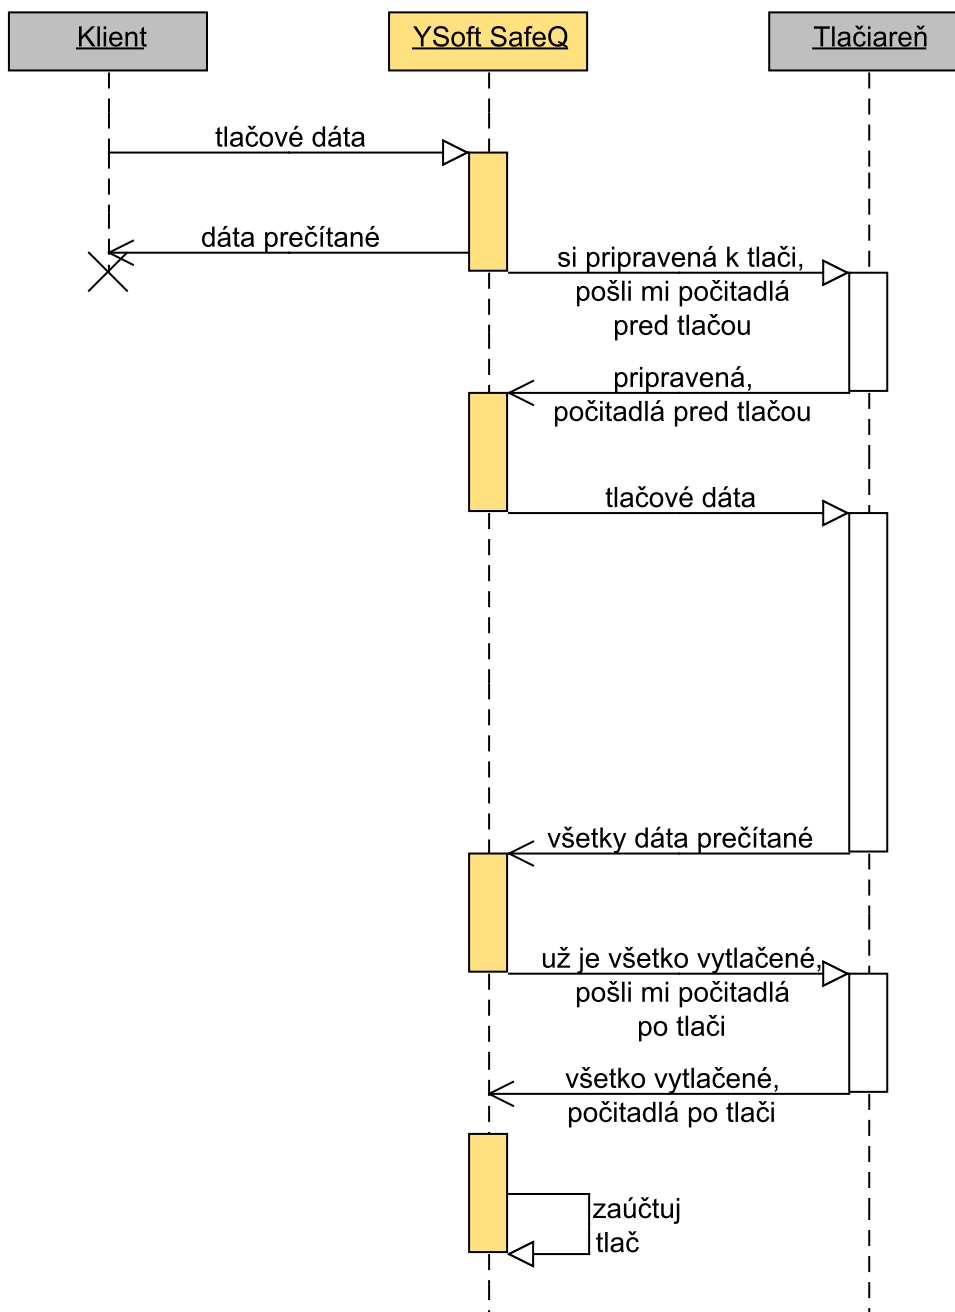 Klient
YSoft SafeQ
Tlačiareň
tlačové dáta
dáta prečítané
si pripravená k tlači,
pošli mi počitadlá
pred tlačou
pripravená,
počitadlá pred tlačou
tlačové dáta
všetky dáta prečítané
už je všetko vytlačené,
pošli mi počitadlá
po tlači
všetko vytlačené,
počitadlá po tlači
zaúčtuj
tlač